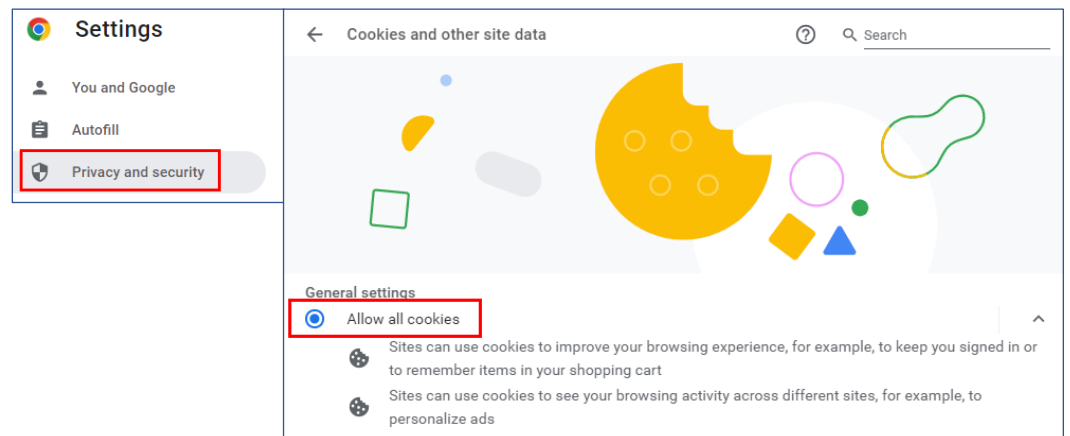 Settings
You and Google
Autofill
Privacy and security
Cookies and other site data
Search
General settings
Allow all cookies
Sites can use cookies to improve your browsing experience, for example, to keep you signed in or
to remember items in your shopping cart
Sites can use cookies to see your browsing activity across different sites, for example, to
personalize ads